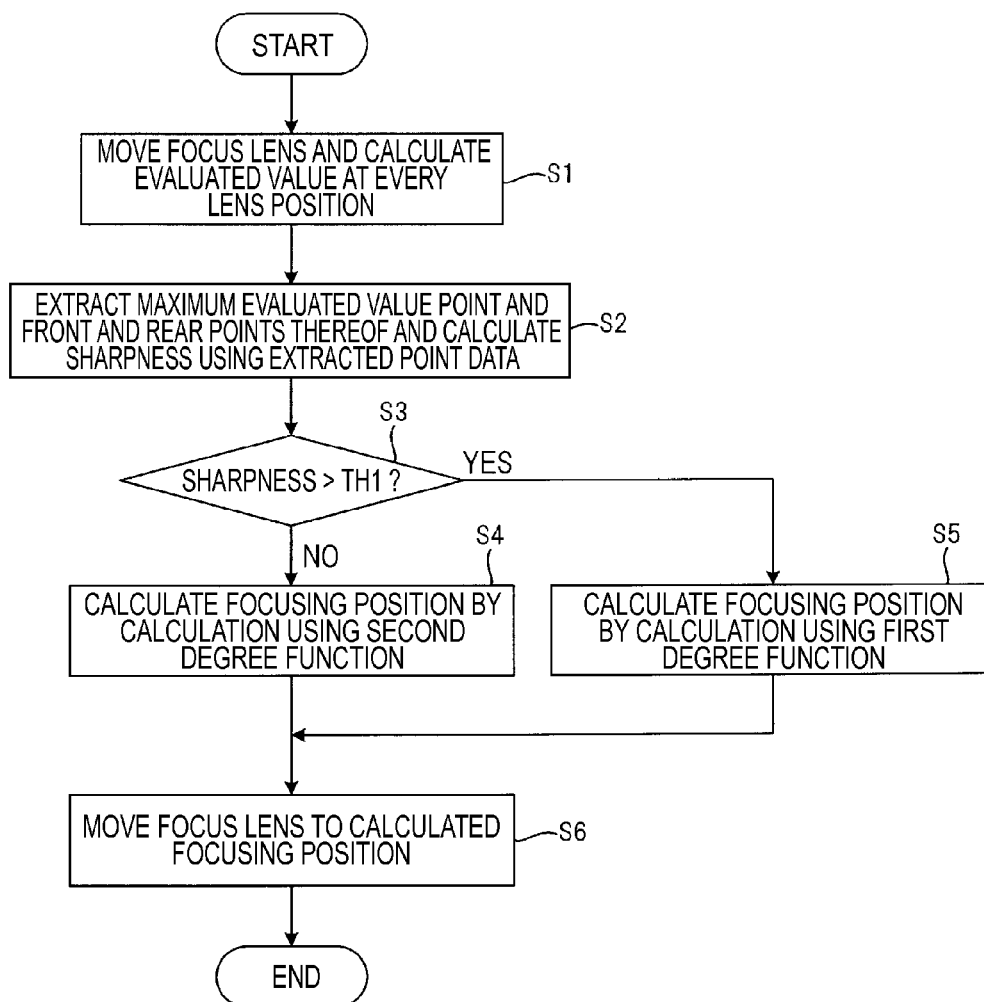 START
MOVE FOCUS LENS AND CALCULATE
EVALUATED VALUE AT EVERY
LENS POSITION
S1
EXTRACT MAXIMUM EVALUATED VALUE POINT AND
FRONT AND REAR POINTS THEREOF AND CALCULATE
SHARPNESS USING EXTRACTED POINT DATA
S2
S3
SHARPNESS > TH1 ?
YES
NO
S4
CALCULATE FOCUSING POSITION BY
CALCULATION USING SECOND
DEGREE FUNCTION
S5
CALCULATE FOCUSING POSITION
BY CALCULATION USING FIRST
DEGREE FUNCTION
MOVE FOCUS LENS TO CALCULATED
FOCUSING POSITION
S6
END